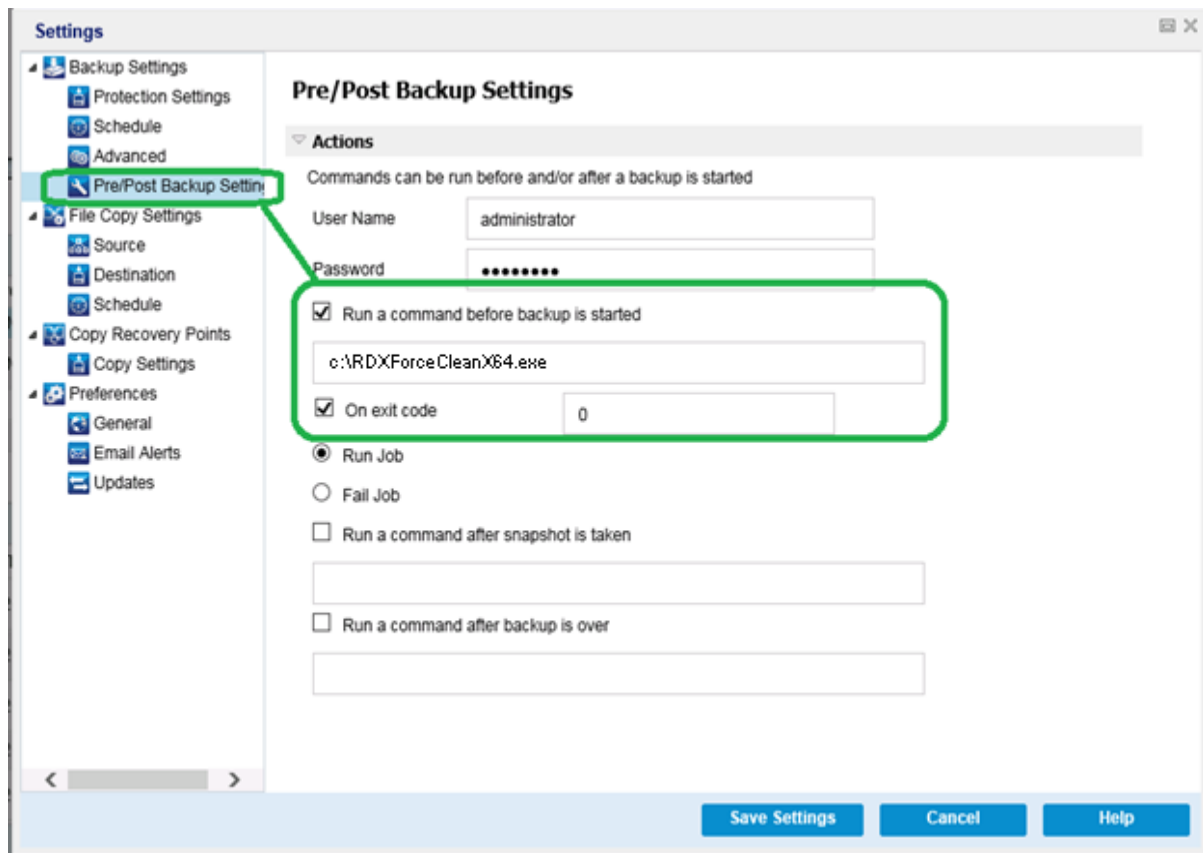 Settings
Backup Settings
Protection Settings
Schedule
Advanced
Pre/Post Backup Settin
File Copy Settings
Source
Destination
Schedule
Copy Recovery Points
Copy Settings
Preferences
General
Email Alerts
Updates
Pre/Post Backup Settings
Actions
Commands can be run before and/or after a backup is started
User Name
administrator
Password
••••••••
Run a command before backup is started
c:\RDXForceCleanX64.exe
On exit code
0
Run Job
Fail Job
Run a command after snapshot is taken
Run a command after backup is over
Save Settings
Cancel
Help